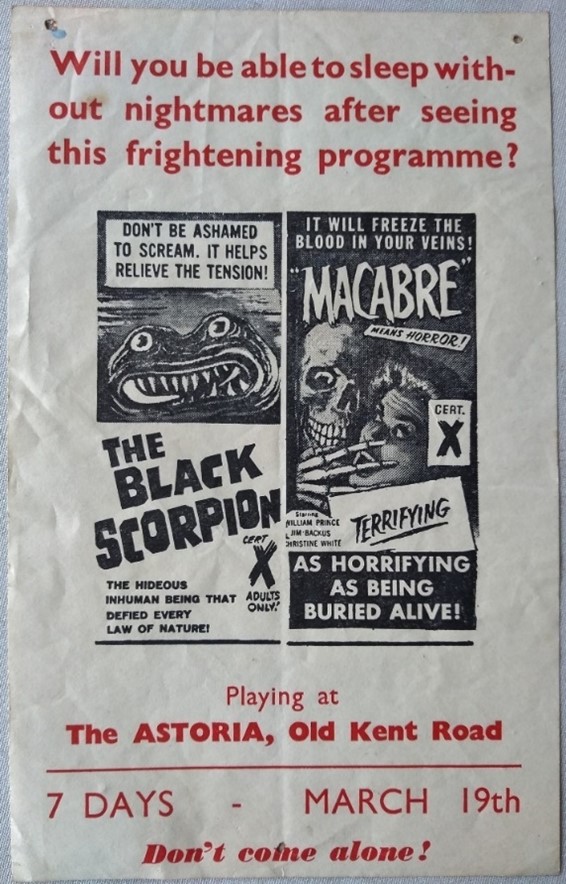 Will you be able to sleep with-
out nightmares after seeing
this frightening programme?
DON'T BE ASHAMED
TO SCREAM. IT HELPS
RELIEVE THE TENSION!
THE
BLACK
SCORPION
CERT
X
ADULTS
ONLY!
THE HIDEOUS
INHUMAN BEING THAT
DEFIED EVERY
LAW OF NATURE!
IT WILL FREEZE THE
BLOOD IN YOUR VEINS!
"MACABRE"
MEANS HORROR!
CERT.
X
Starring
WILLIAM PRINCE
JIM BACKUS
CHRISTINE WHITE
TERRIFYING
AS HORRIFYING
AS BEING
BURIED ALIVE!
Playing at
The ASTORIA, Old Kent Road
7 DAYS - MARCH 19th
Don't come alone!